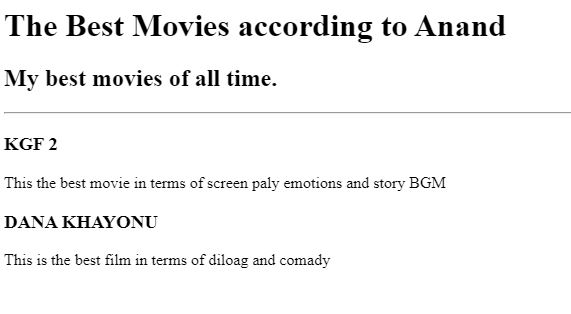 The Best Movies according to Anand
My best movies of all time.
KGF 2
This the best movie in terms of screen paly emotions and story BGM
DANA KHAYONU
This is the best film in terms of diloag and comady